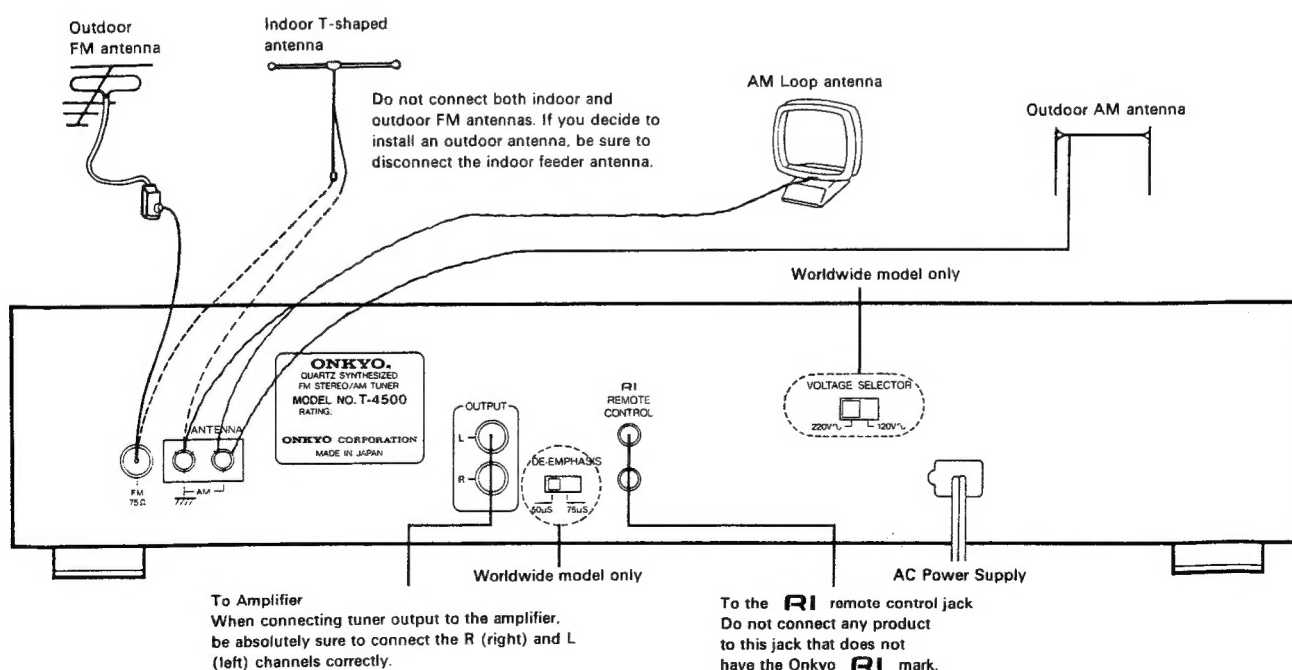 Outdoor
FM antenna
Indoor T-shaped
antenna
Do not connect both indoor and
outdoor FM antennas. If you decide to
install an outdoor antenna, be sure to
disconnect the indoor feeder antenna.
AM Loop antenna
Outdoor AM antenna
Worldwide model only
ONKYO.
QUARTZ SYNTHESIZED
FM STEREO/AM TUNER
MODEL NO. T-4500
RATING:
ONKYO CORPORATION
MADE IN JAPAN
ANTENNA
FM
75Ω
AM
OUTPUT
L
R
DE-EMPHASIS
50µS 75µS
RI
REMOTE
CONTROL
VOLTAGE SELECTOR
220V∿ 120V∿
Worldwide model only
AC Power Supply
To Amplifier
When connecting tuner output to the amplifier,
be absolutely sure to connect the R (right) and L
(left) channels correctly.
To the RI remote control jack
Do not connect any product
to this jack that does not
have the Onkyo RI mark.